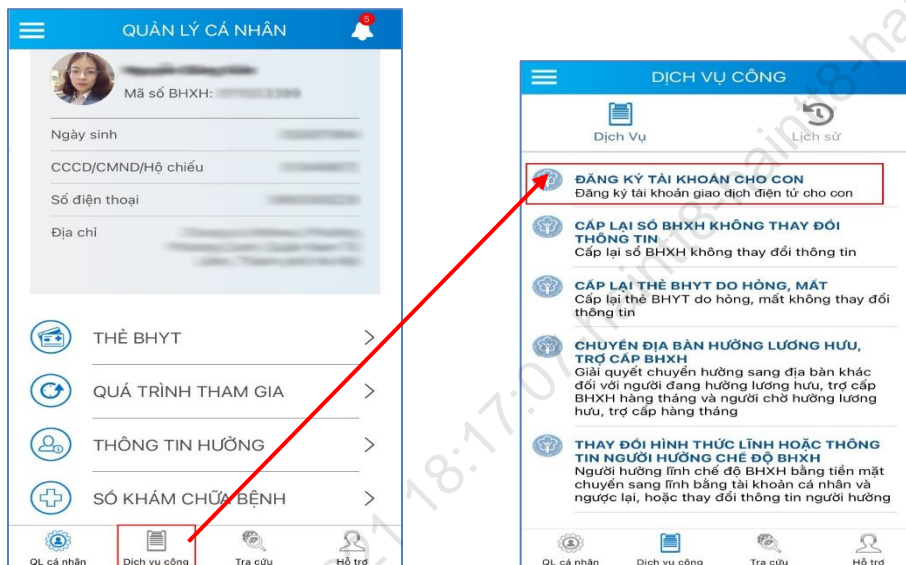 QUẢN LÝ CÁ NHÂN
5
Mã số BHXH:
Ngày sinh
CCCD/CMND/Hộ chiếu
Số điện thoại
Địa chỉ
THẺ BHYT
QUÁ TRÌNH THAM GIA
THÔNG TIN HƯỞNG
SỔ KHÁM CHỮA BỆNH
QL cá nhân
Dịch vụ công
Tra cứu
Hỗ trợ
DỊCH VỤ CÔNG
Dịch Vụ
Lịch sử
ĐĂNG KÝ TÀI KHOẢN CHO CON
Đăng ký tài khoản giao dịch điện tử cho con
CẤP LẠI SỔ BHXH KHÔNG THAY ĐỔI
THÔNG TIN
Cấp lại sổ BHXH không thay đổi thông tin
CẤP LẠI THẺ BHYT DO HỎNG, MẤT
Cấp lại thẻ BHYT do hỏng, mất không thay đổi
thông tin
CHUYỂN ĐỊA BÀN HƯỞNG LƯƠNG HƯU,
TRỢ CẤP BHXH
Giải quyết chuyển hưởng sang địa bàn khác
đối với người đang hưởng lương hưu, trợ cấp
BHXH hàng tháng và người chờ hưởng lương
hưu, trợ cấp hàng tháng
THAY ĐỔI HÌNH THỨC LĨNH HOẶC THÔNG
TIN NGƯỜI HƯỞNG CHẾ ĐỘ BHXH
Người hưởng lĩnh chế độ BHXH bằng tiền mặt
chuyển sang lĩnh bằng tài khoản cá nhân và
ngược lại, hoặc thay đổi thông tin người hưởng
QL cá nhân
Dịch vụ công
Tra cứu
Hỗ trợ